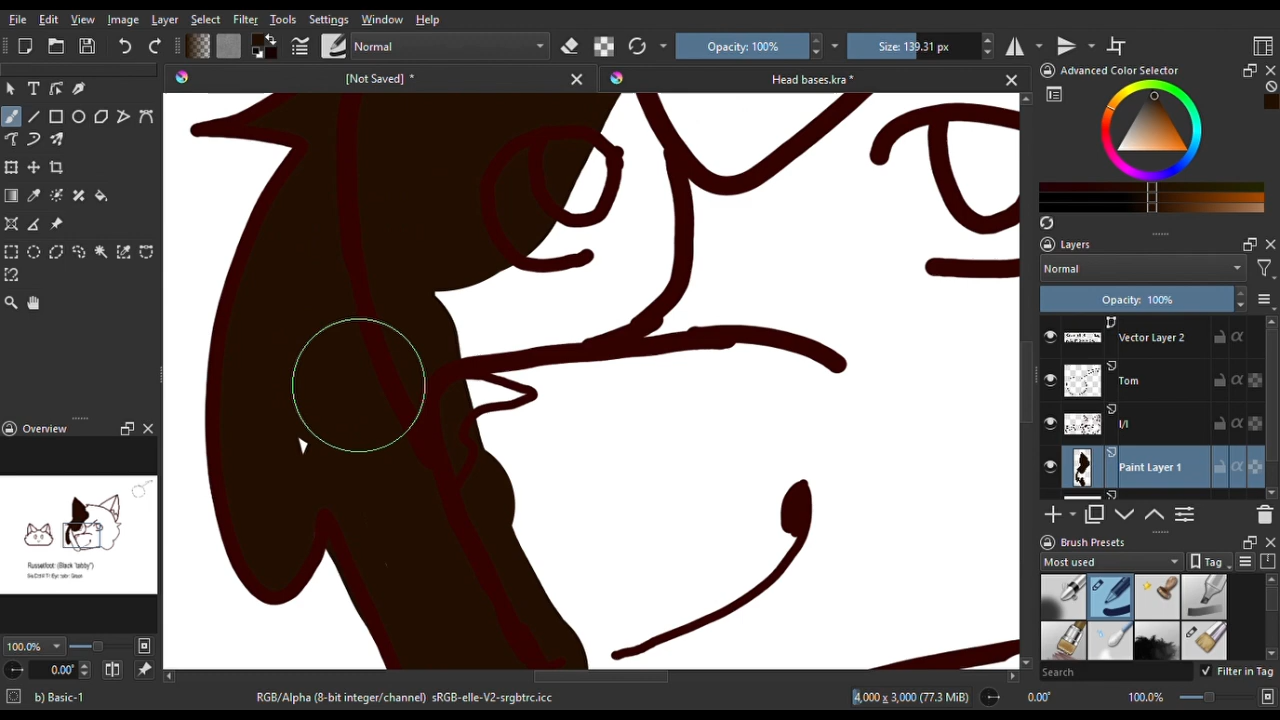 File Edit View Image Layer Select Filter Tools Settings Window Help
Normal Opacity: 100% Size: 139.31 px
[Not Saved] * Head bases.kra *
Advanced Color Selector
Layers
Normal
Opacity: 100%
Vector Layer 2
Tom
I/I
Paint Layer 1
Overview
Russetfoot: (Black "tabby")
100.0%
0.00°
Brush Presets
Most used Tag
Search Filter in Tag
b) Basic-1 RGB/Alpha (8-bit integer/channel) sRGB-elle-V2-srgbtrc.icc 4,000 x 3,000 (77.3 MiB) 0.00° 100.0%